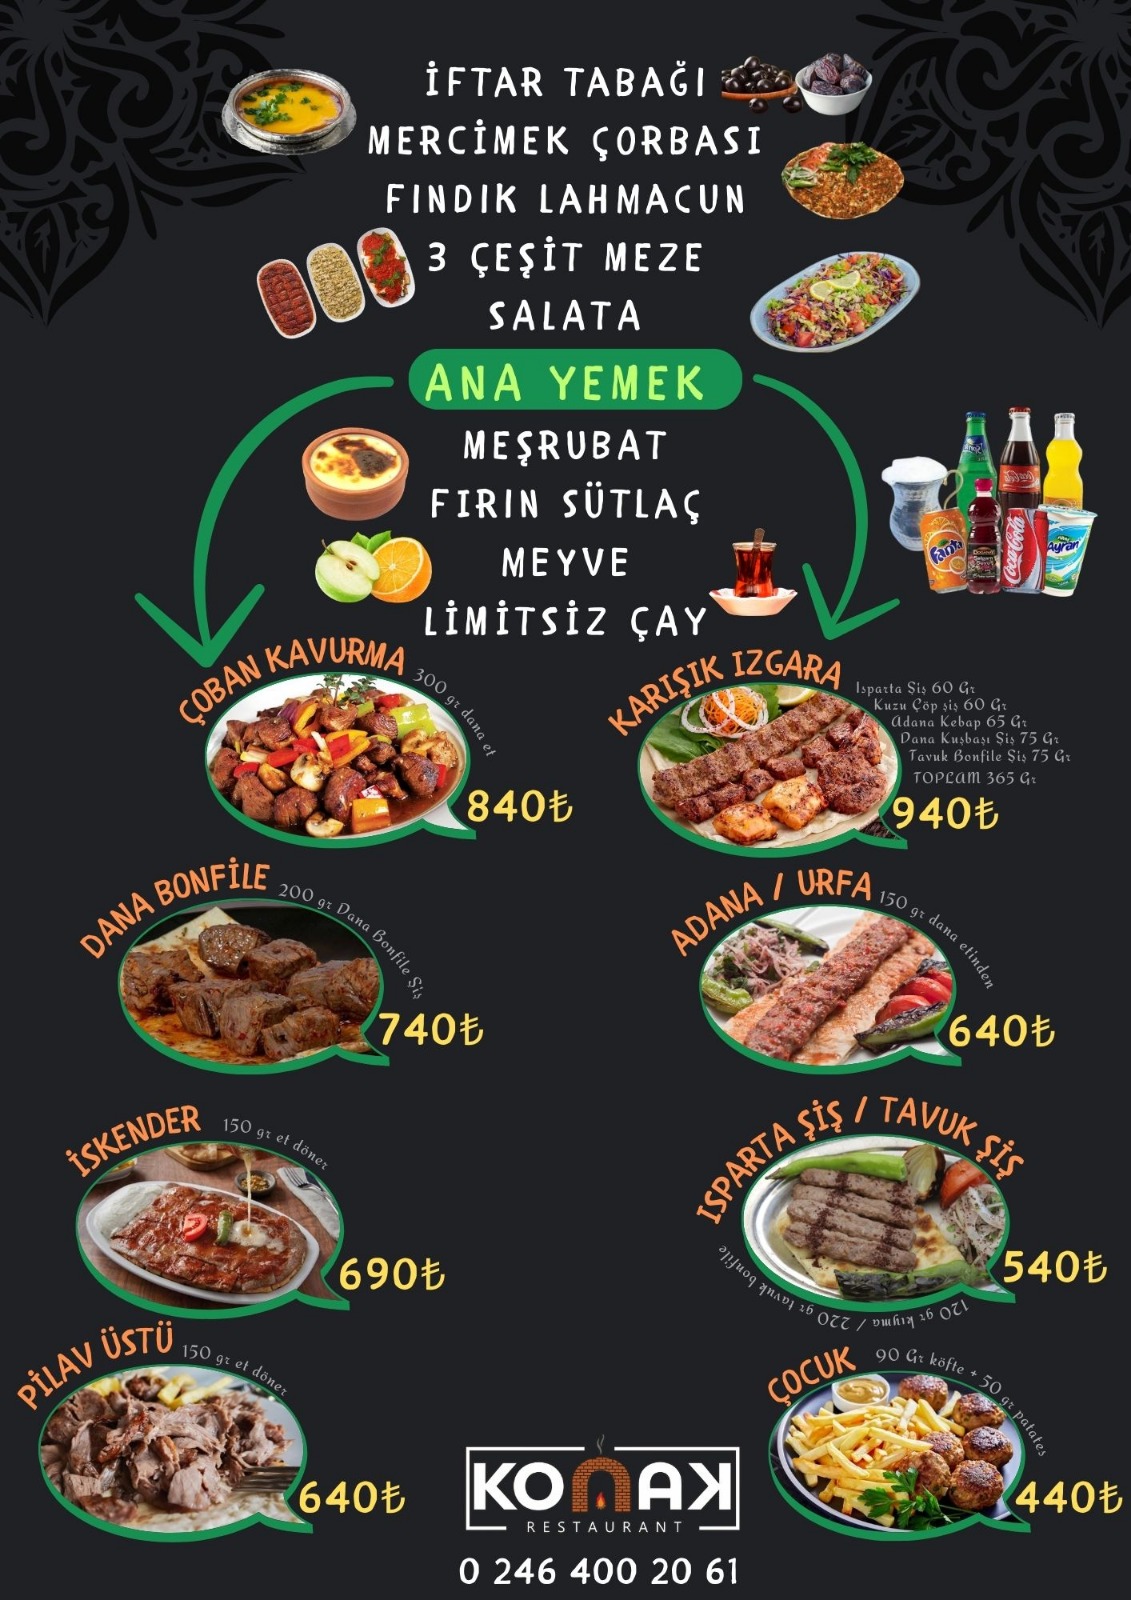 İFTAR TABAĞI
MERCİMEK ÇORBASI
FINDIK LAHMACUN
3 ÇEŞİT MEZE
SALATA
ANA YEMEK
MEŞRUBAT
FIRIN SÜTLAÇ
MEYVE
LİMİTSİZ ÇAY
ÇOBAN KAVURMA
300 gr dana et
840₺
KARIŞIK IZGARA
Isparta Şiş 60 Gr
Kuzu Çöp şiş 60 Gr
Adana Kebap 65 Gr
Dana Kuşbaşı Şiş 75 Gr
Tavuk Bonfile Şiş 75 Gr
TOPLAM 365 Gr
940₺
DANA BONFİLE
200 gr Dana Bonfile Şiş
740₺
ADANA / URFA
150 gr dana etinden
640₺
İSKENDER
150 gr et döner
690₺
ISPARTA ŞİŞ / TAVUK ŞİŞ
120 gr kıyma / 220 gr tavuk bonfile
540₺
PİLAV ÜSTÜ
150 gr et döner
640₺
ÇOCUK
90 Gr köfte + 50 gr patates
440₺
KONAK
RESTAURANT
0 246 400 20 61
Fanta
Coca-Cola
Ayran